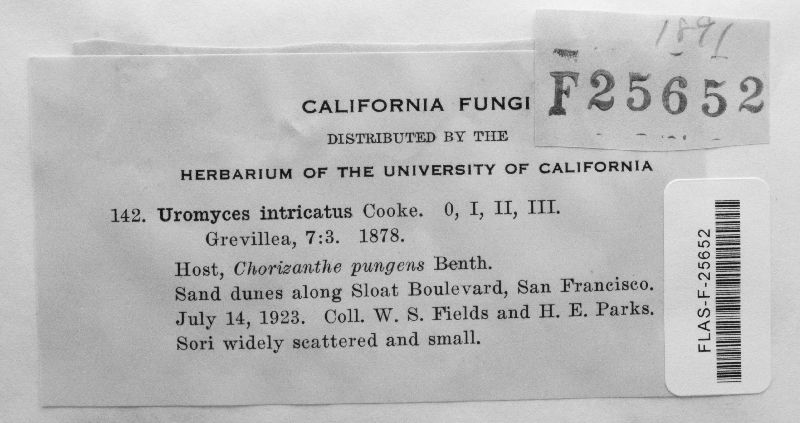 1891
F25652
CALIFORNIA FUNGI
DISTRIBUTED BY THE
HERBARIUM OF THE UNIVERSITY OF CALIFORNIA
142. Uromyces intricatus Cooke. 0, I, II, III.
Grevillea, 7:3. 1878.
Host, Chorizanthe pungens Benth.
Sand dunes along Sloat Boulevard, San Francisco.
July 14, 1923. Coll. W. S. Fields and H. E. Parks.
Sori widely scattered and small.
FLAS-F-25652